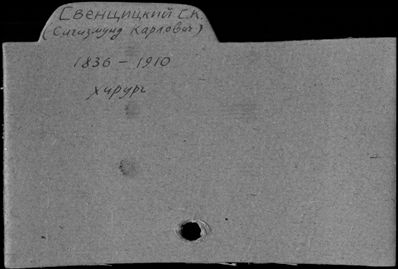 Свенцицкий С.К.
(Сигизмунд Карлович)
1836 – 1910
хирург